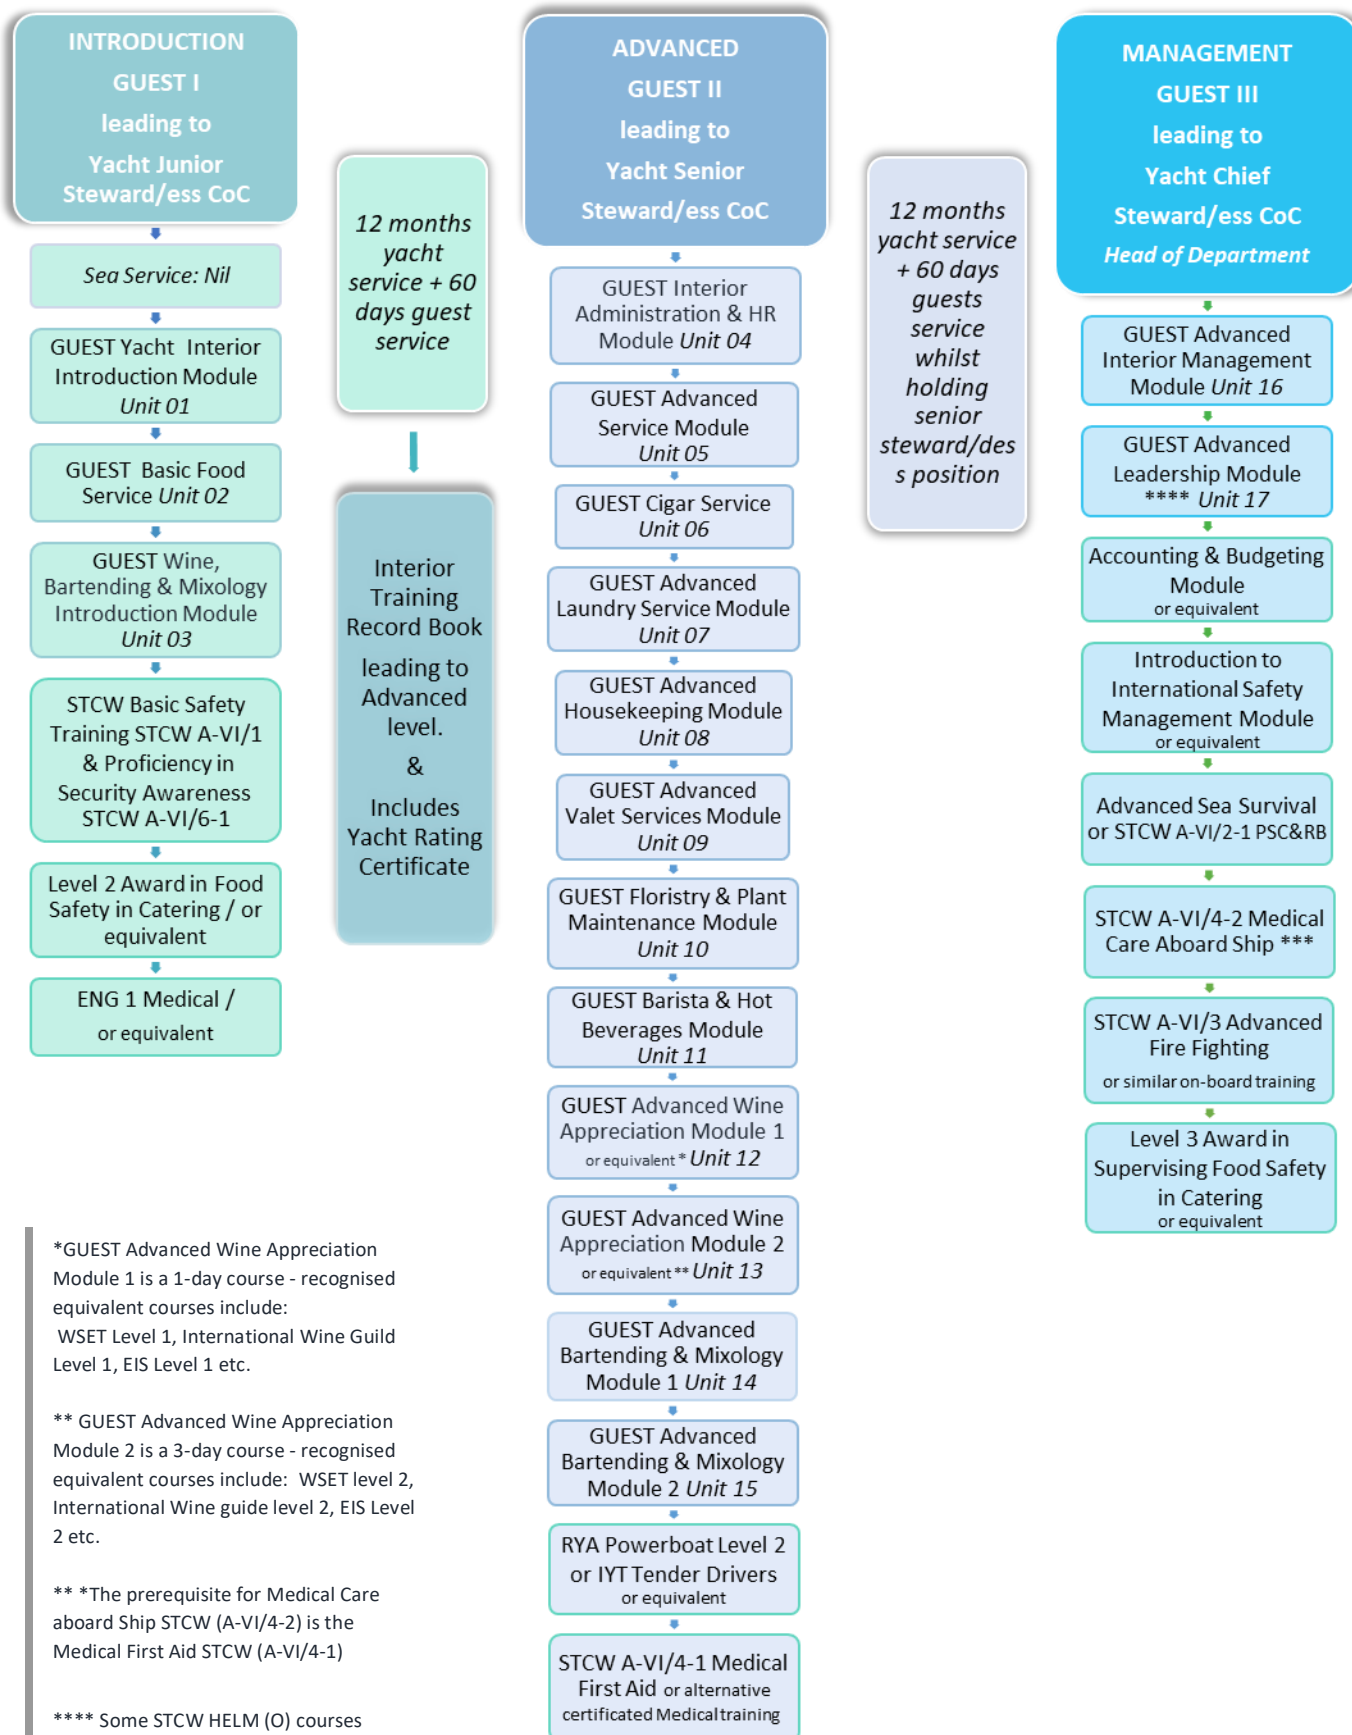 INTRODUCTION
GUEST I
leading to
Yacht Junior
Steward/ess CoC
Sea Service: Nil
GUEST Yacht Interior
Introduction Module
Unit 01
GUEST Basic Food
Service Unit 02
GUEST Wine,
Bartending & Mixology
Introduction Module
Unit 03
STCW Basic Safety
Training STCW A-VI/1
& Proficiency in
Security Awareness
STCW A-VI/6-1
Level 2 Award in Food
Safety in Catering / or
equivalent
ENG 1 Medical /
or equivalent
12 months
yacht
service + 60
days guest
service
Interior
Training
Record Book
leading to
Advanced
level.
&
Includes
Yacht Rating
Certificate
ADVANCED
GUEST II
leading to
Yacht Senior
Steward/ess CoC
GUEST Interior
Administration & HR
Module Unit 04
GUEST Advanced
Service Module
Unit 05
GUEST Cigar Service
Unit 06
GUEST Advanced
Laundry Service Module
Unit 07
GUEST Advanced
Housekeeping Module
Unit 08
GUEST Advanced
Valet Services Module
Unit 09
GUEST Floristry & Plant
Maintenance Module
Unit 10
GUEST Barista & Hot
Beverages Module
Unit 11
GUEST Advanced Wine
Appreciation Module 1
or equivalent * Unit 12
GUEST Advanced Wine
Appreciation Module 2
or equivalent ** Unit 13
GUEST Advanced
Bartending & Mixology
Module 1 Unit 14
GUEST Advanced
Bartending & Mixology
Module 2 Unit 15
RYA Powerboat Level 2
or IYT Tender Drivers
or equivalent
STCW A-VI/4-1 Medical
First Aid or alternative
certificated Medical training
12 months
yacht service
+ 60 days
guests
service
whilst
holding
senior
steward/des
s position
MANAGEMENT
GUEST III
leading to
Yacht Chief
Steward/ess CoC
Head of Department
GUEST Advanced
Interior Management
Module Unit 16
GUEST Advanced
Leadership Module
**** Unit 17
Accounting & Budgeting
Module
or equivalent
Introduction to
International Safety
Management Module
or equivalent
Advanced Sea Survival
or STCW A-VI/2-1 PSC&RB
STCW A-VI/4-2 Medical
Care Aboard Ship ***
STCW A-VI/3 Advanced
Fire Fighting
or similar on-board training
Level 3 Award in
Supervising Food Safety
in Catering
or equivalent
*GUEST Advanced Wine Appreciation
Module 1 is a 1-day course - recognised
equivalent courses include:
WSET Level 1, International Wine Guild
Level 1, EIS Level 1 etc.
** GUEST Advanced Wine Appreciation
Module 2 is a 3-day course - recognised
equivalent courses include: WSET level 2,
International Wine guide level 2, EIS Level
2 etc.
** *The prerequisite for Medical Care
aboard Ship STCW (A-VI/4-2) is the
Medical First Aid STCW (A-VI/4-1)
**** Some STCW HELM (O) courses